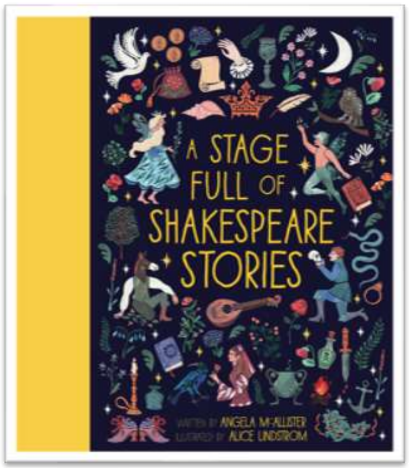 A STAGE
FULL OF
SHAKESPEARE
STORIES
WRITTEN BY ANGELA McALLISTER
ILLUSTRATED BY ALICE LINDSTROM